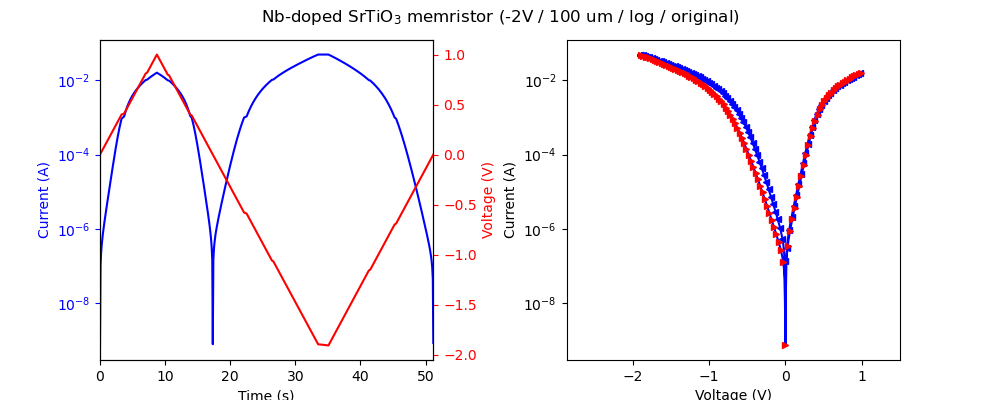 Nb-doped SrTiO₃ memristor (-2V / 100 um / log / original)
10⁻²
10⁻⁴
10⁻⁶
10⁻⁸
Current (A)
0 10 20 30 40 50
Time (s)
1.0
0.5
0.0
−0.5
−1.0
−1.5
−2.0
Voltage (V)
10⁻²
10⁻⁴
10⁻⁶
10⁻⁸
Current (A)
−2 −1 0 1
Voltage (V)